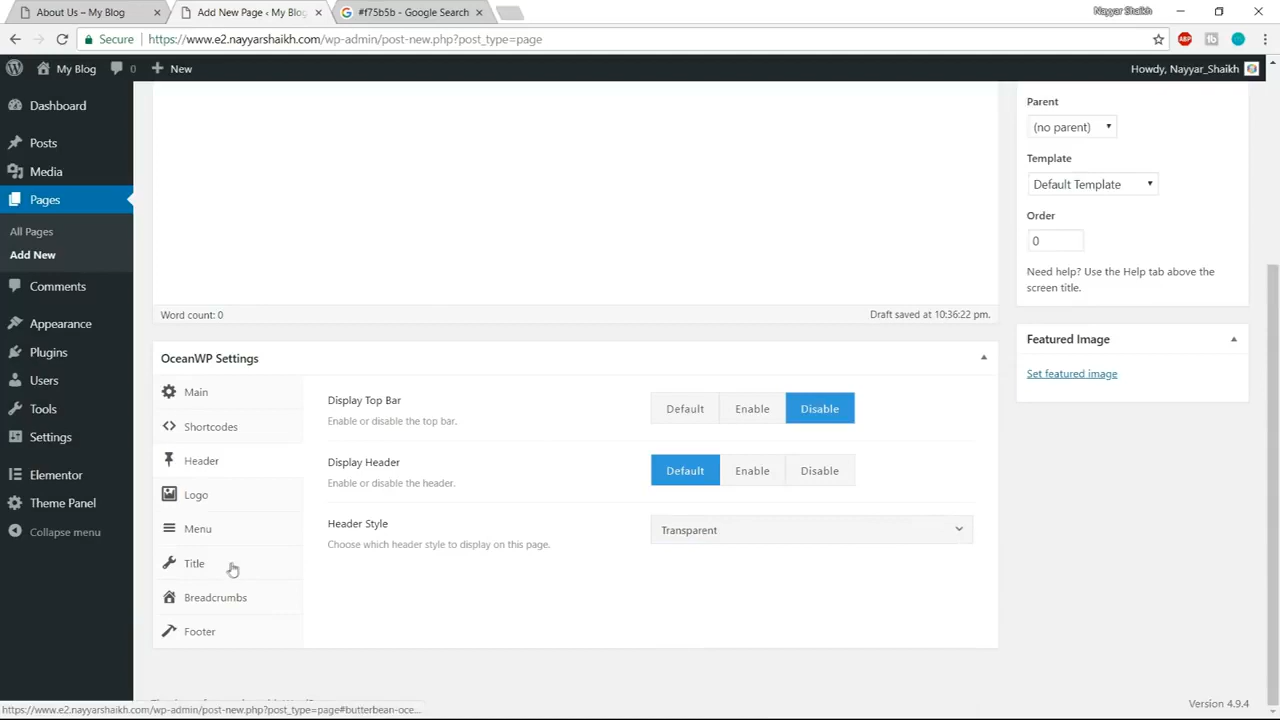 About Us – My Blog
Add New Page ‹ My Blog
#f75b5b - Google Search
Nayyar Shaikh
Secure
https://www.e2.nayyarshaikh.com/wp-admin/post-new.php?post_type=page
My Blog
0
New
Howdy, Nayyar_Shaikh
Dashboard
Posts
Media
Pages
All Pages
Add New
Comments
Appearance
Plugins
Users
Tools
Settings
Elementor
Theme Panel
Collapse menu
Word count: 0
Draft saved at 10:36:22 pm.
OceanWP Settings
Main
Shortcodes
Header
Logo
Menu
Title
Breadcrumbs
Footer
Display Top Bar
Enable or disable the top bar.
Default
Enable
Disable
Display Header
Enable or disable the header.
Default
Enable
Disable
Header Style
Choose which header style to display on this page.
Transparent
Parent
(no parent)
Template
Default Template
Order
0
Need help? Use the Help tab above the
screen title.
Featured Image
Set featured image
https://www.e2.nayyarshaikh.com/wp-admin/post-new.php?post_type=page#butterbean-oce...
Version 4.9.4